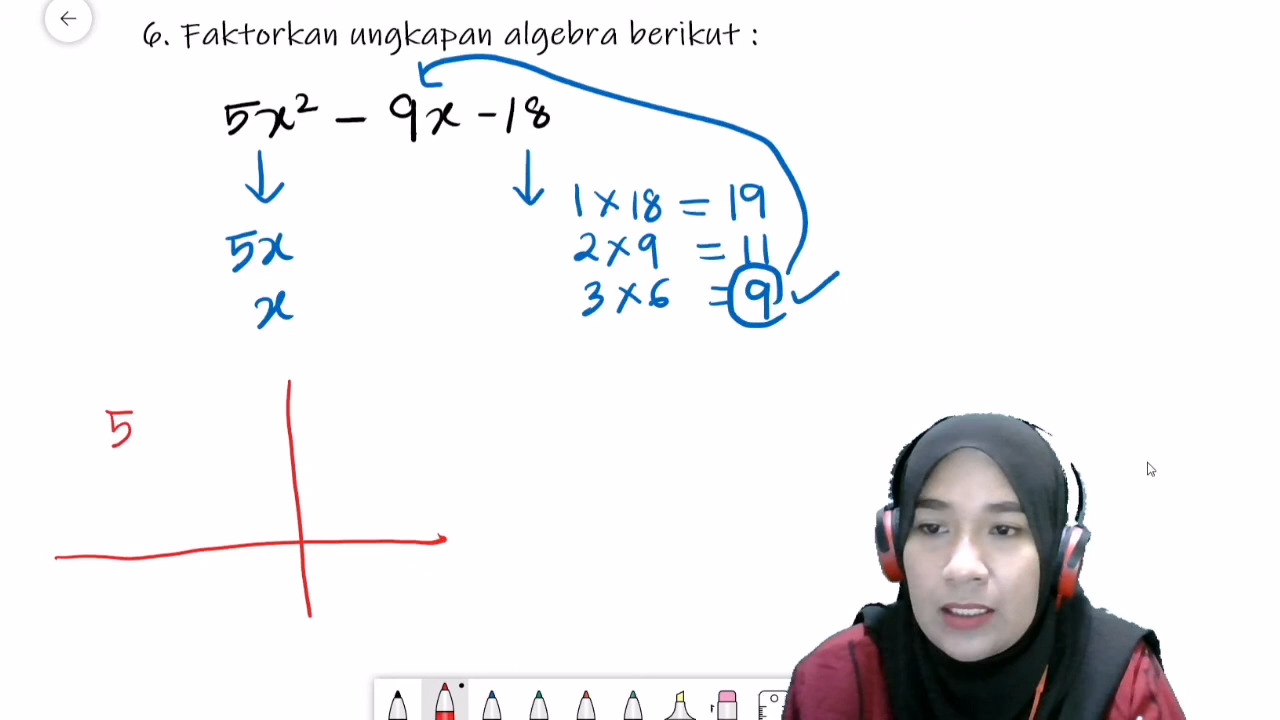 6. Faktorkan ungkapan algebra berikut :
5x² - 9x - 18
5x
x
1 x 18 = 19
2 x 9 = 11
3 x 6 = 9 ✓
5